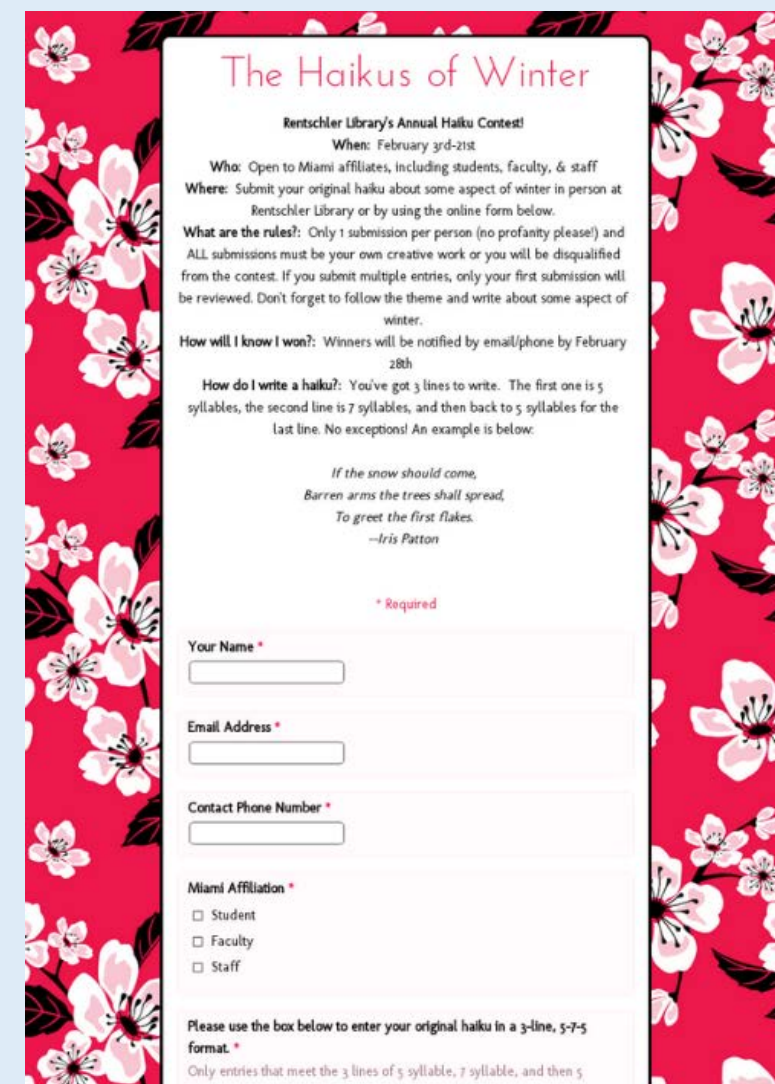 The Haikus of Winter
Rentschler Library's Annual Haiku Contest!
When: February 3rd-21st
Who: Open to Miami affiliates, including students, faculty, & staff
Where: Submit your original haiku about some aspect of winter in person at
Rentschler Library or by using the online form below.
What are the rules?: Only 1 submission per person (no profanity please!) and
ALL submissions must be your own creative work or you will be disqualified
from the contest. If you submit multiple entries, only your first submission will
be reviewed. Don't forget to follow the theme and write about some aspect of
winter.
How will I know I won?: Winners will be notified by email/phone by February
28th
How do I write a haiku?: You've got 3 lines to write. The first one is 5
syllables, the second line is 7 syllables, and then back to 5 syllables for the
last line. No exceptions! An example is below:
If the snow should come,
Barren arms the trees shall spread,
To greet the first flakes.
--Iris Patton
* Required
Your Name *
Email Address *
Contact Phone Number *
Miami Affiliation *
Student
Faculty
Staff
Please use the box below to enter your original haiku in a 3-line, 5-7-5
format. *
Only entries that meet the 3 lines of 5 syllable, 7 syllable, and then 5